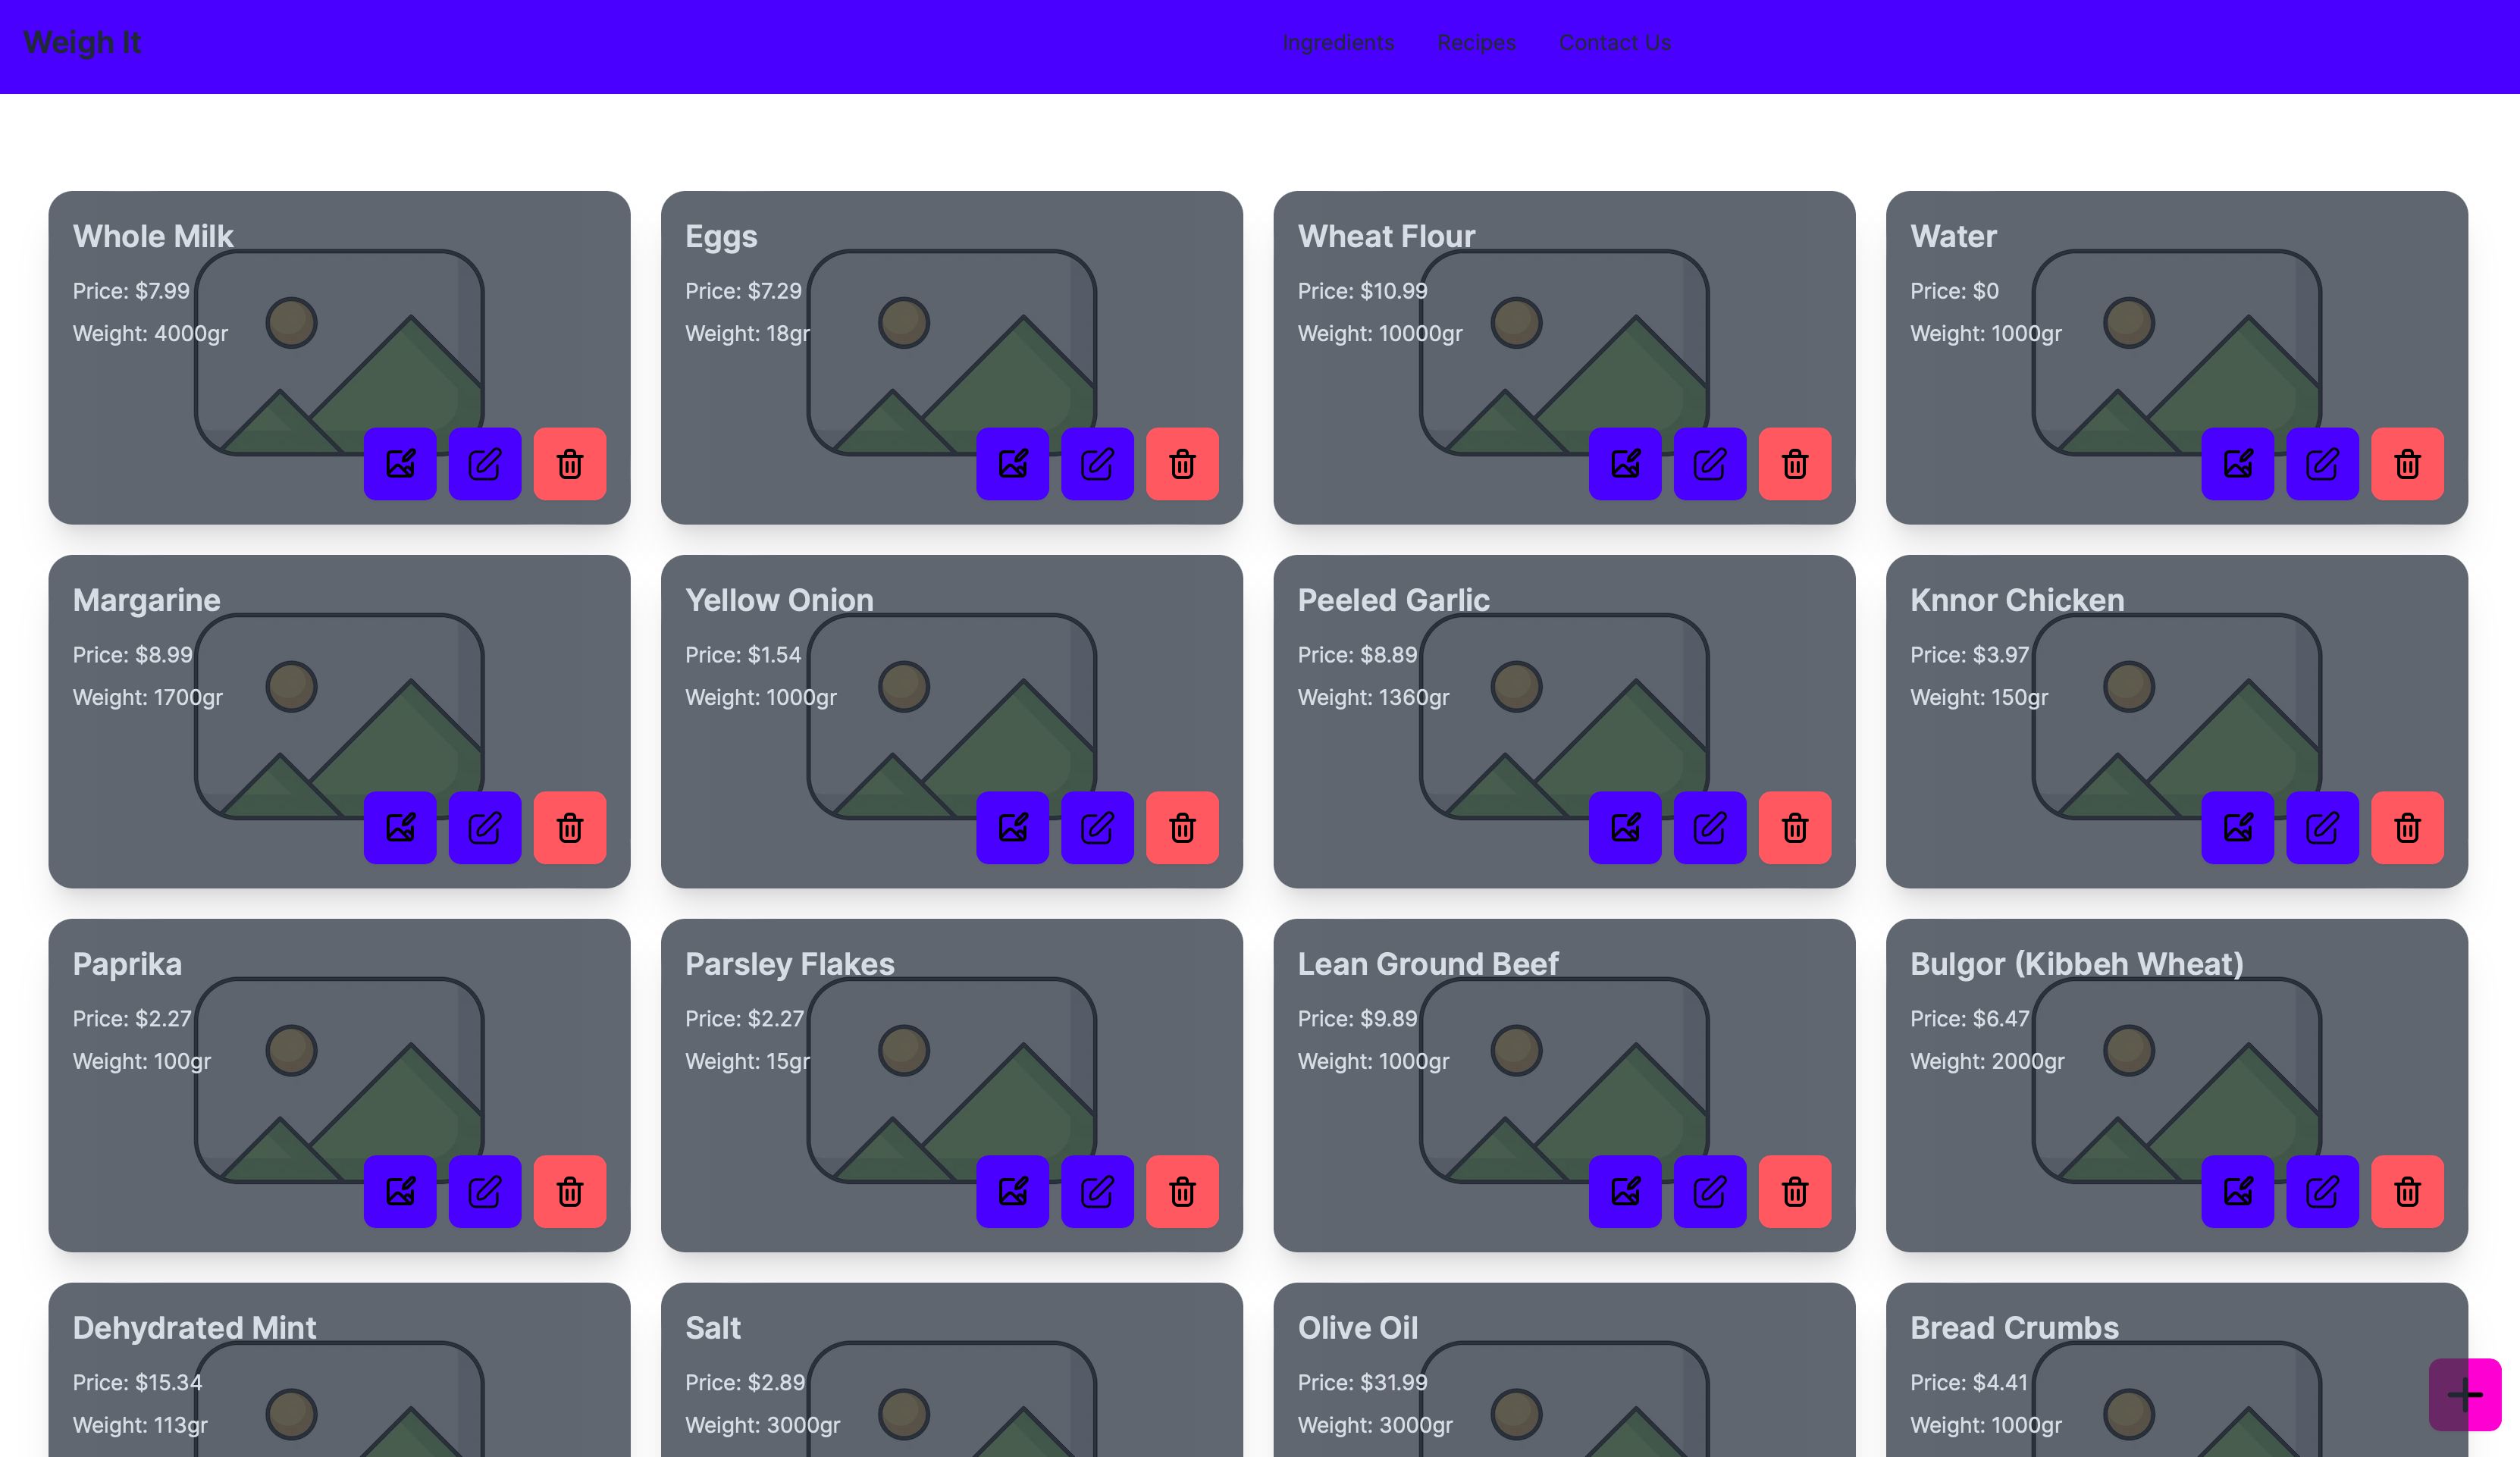 Weigh It
Ingredients Recipes Contact Us
Whole Milk
Price: $7.99
Weight: 4000gr
Eggs
Price: $7.29
Weight: 18gr
Wheat Flour
Price: $10.99
Weight: 10000gr
Water
Price: $0
Weight: 1000gr
Margarine
Price: $8.99
Weight: 1700gr
Yellow Onion
Price: $1.54
Weight: 1000gr
Peeled Garlic
Price: $8.89
Weight: 1360gr
Knnor Chicken
Price: $3.97
Weight: 150gr
Paprika
Price: $2.27
Weight: 100gr
Parsley Flakes
Price: $2.27
Weight: 15gr
Lean Ground Beef
Price: $9.89
Weight: 1000gr
Bulgor (Kibbeh Wheat)
Price: $6.47
Weight: 2000gr
Dehydrated Mint
Price: $15.34
Weight: 113gr
Salt
Price: $2.89
Weight: 3000gr
Olive Oil
Price: $31.99
Weight: 3000gr
Bread Crumbs
Price: $4.41
Weight: 1000gr